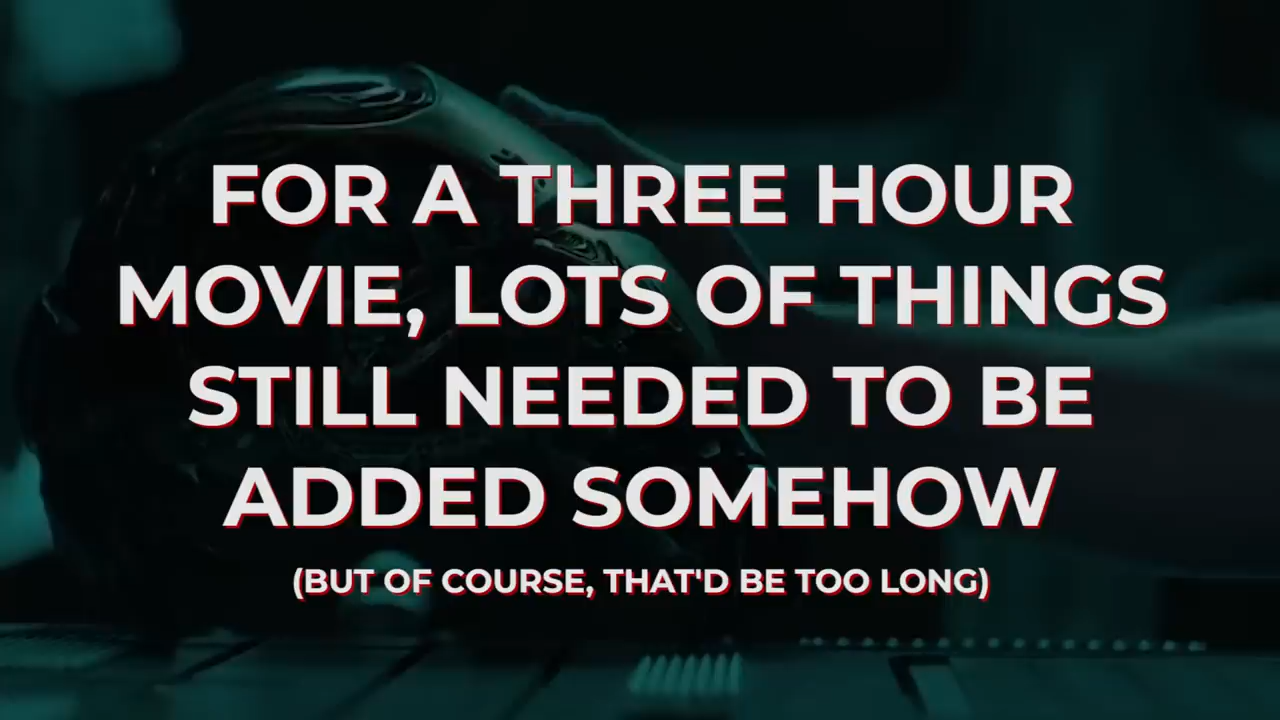 FOR A THREE HOUR
MOVIE, LOTS OF THINGS
STILL NEEDED TO BE
ADDED SOMEHOW
(BUT OF COURSE, THAT'D BE TOO LONG)